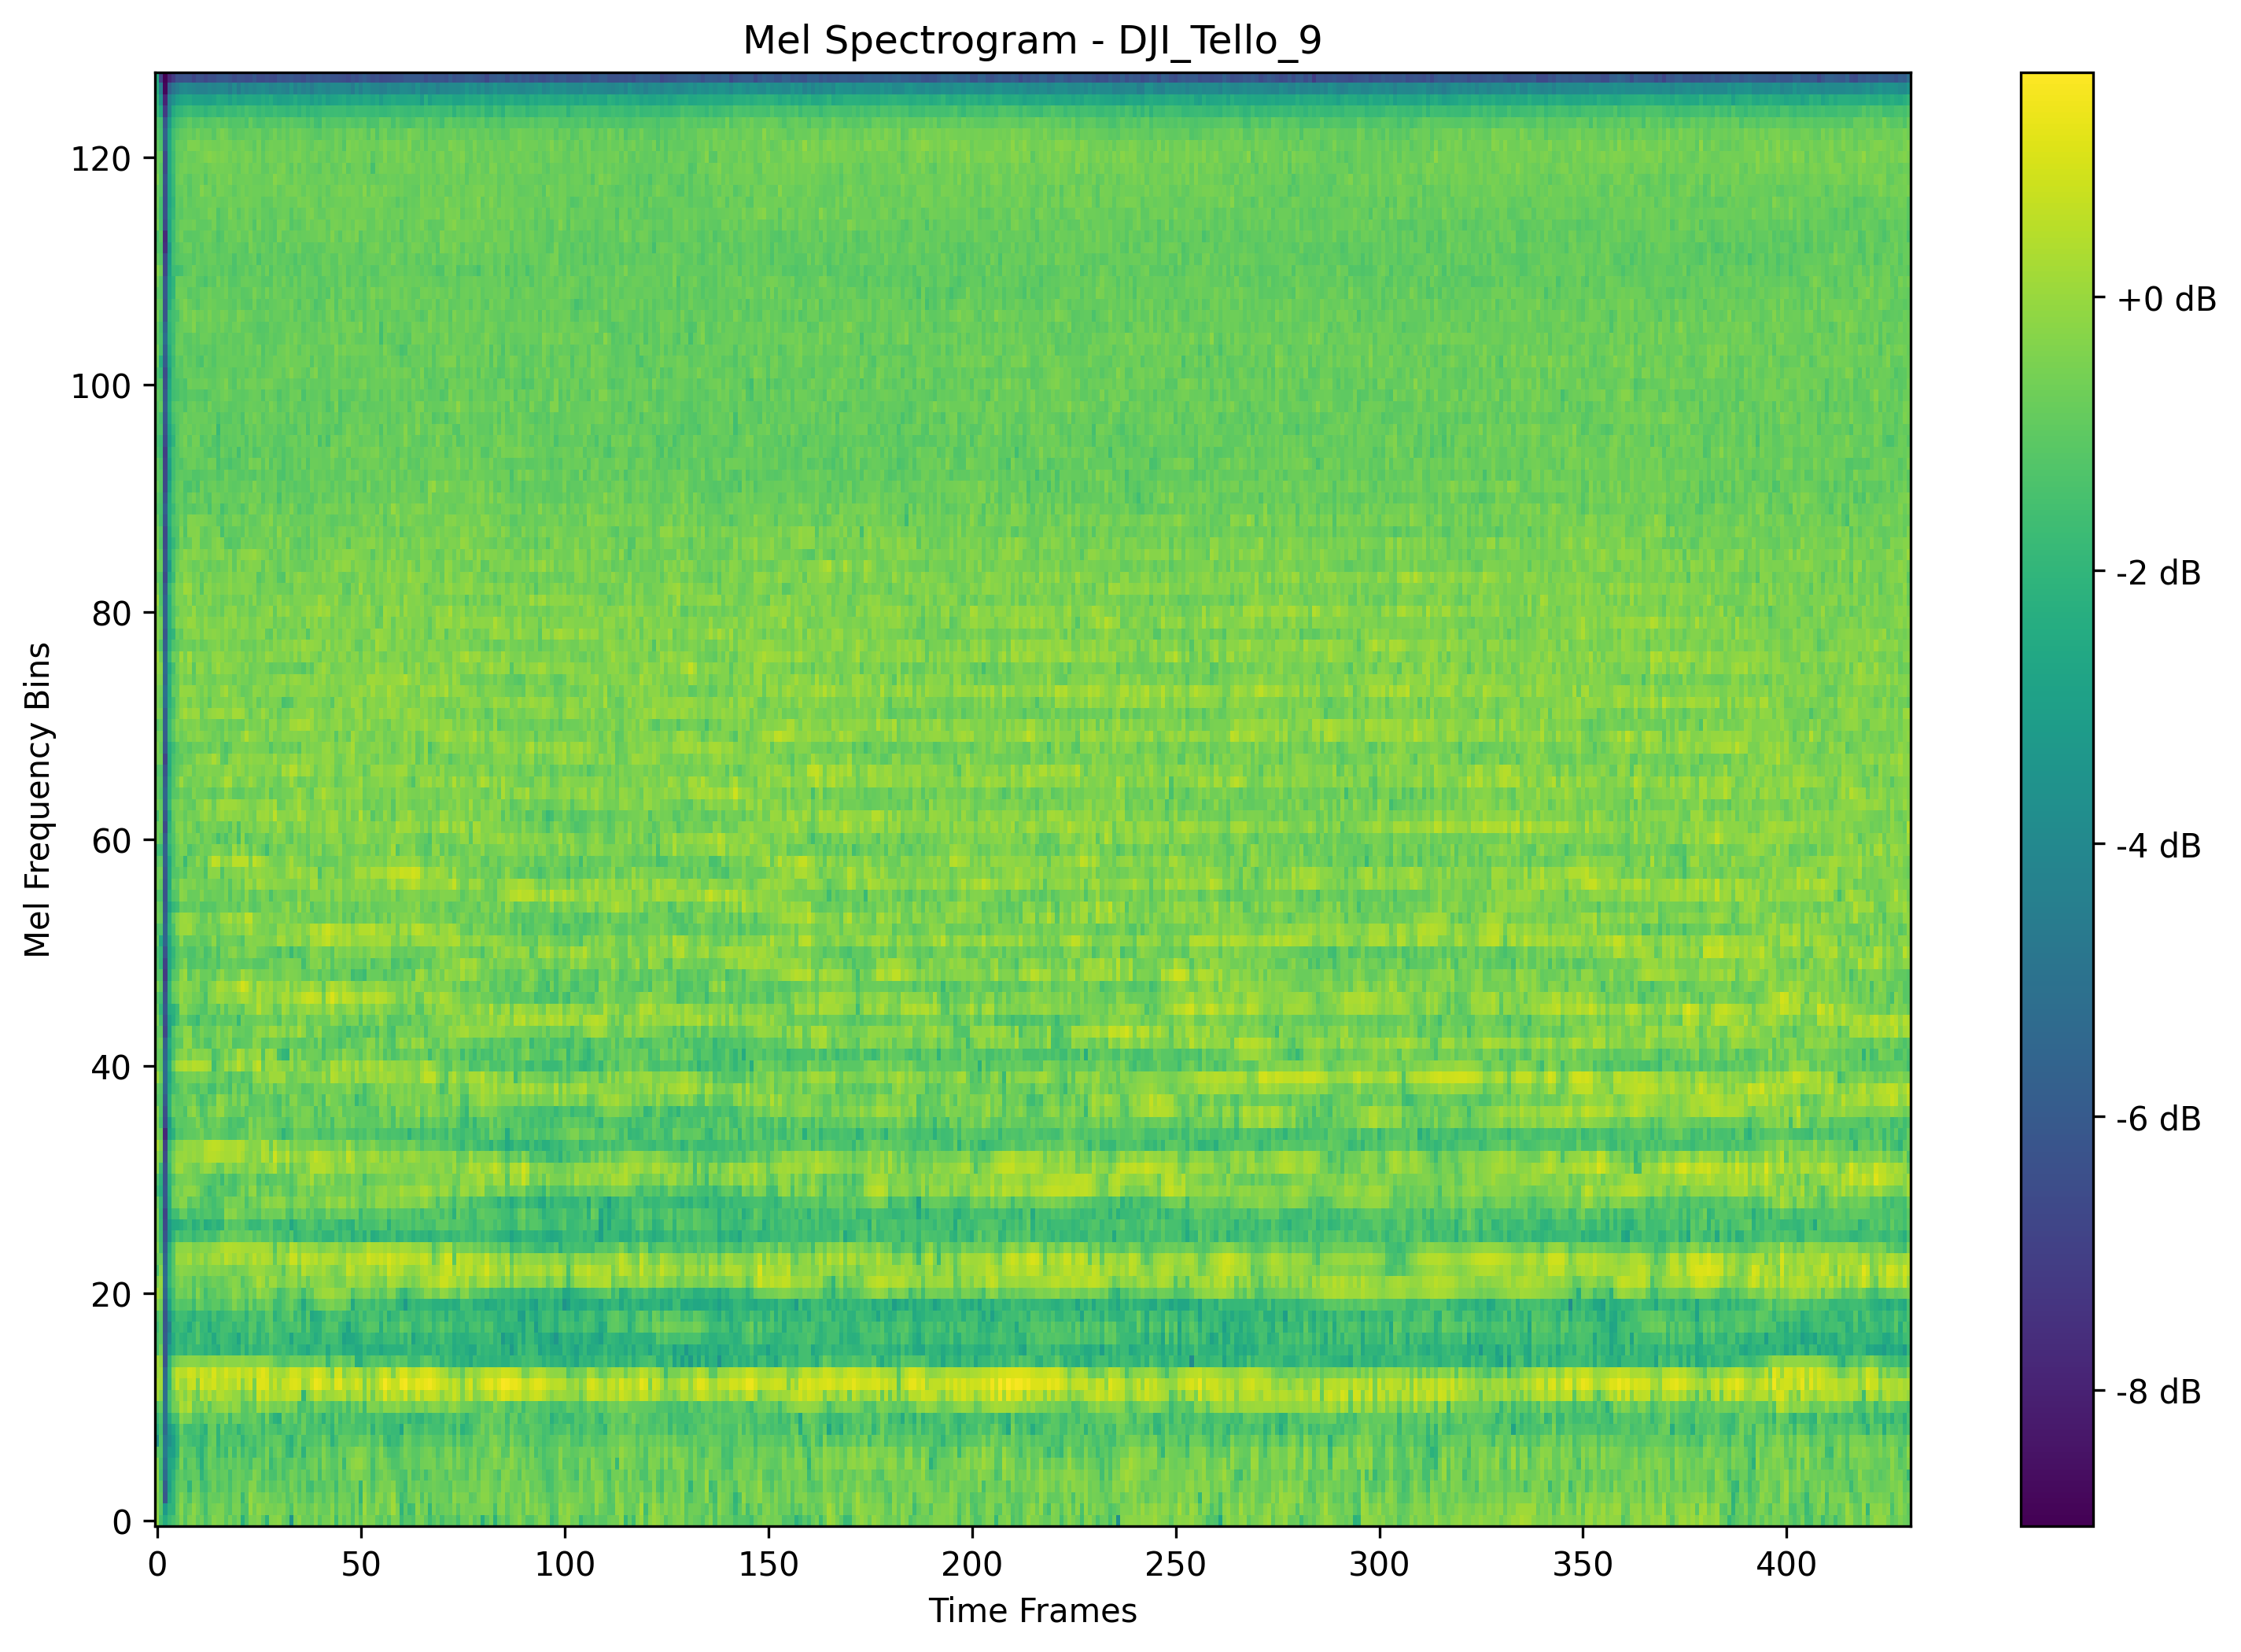 Mel Spectrogram - DJI_Tello_9
Mel Frequency Bins
120
100
80
60
40
20
0
0 50 100 150 200 250 300 350 400
Time Frames
+0 dB
-2 dB
-4 dB
-6 dB
-8 dB